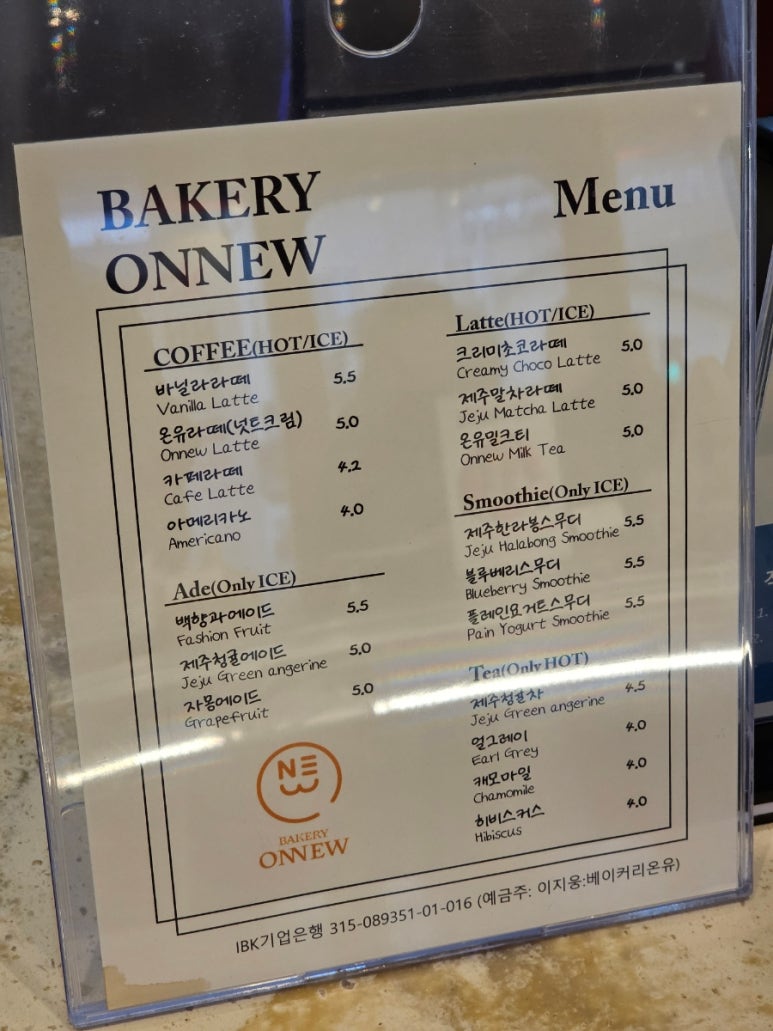 BAKERY
ONNEW
Menu
COFFEE(HOT/ICE)
바닐라라떼 5.5
Vanilla Latte
온유라떼(넛트크럼) 5.0
Onnew Latte
카페라떼 4.2
Cafe Latte
아메리카노 4.0
Americano
Ade(Only ICE)
백향과에이드 5.5
Fashion Fruit
제주청귤에이드 5.0
Jeju Green angerine
자몽에이드 5.0
Grapefruit
NEW
BAKERY
ONNEW
Latte(HOT/ICE)
크리미초코라떼 5.0
Creamy Choco Latte
제주말차라떼 5.0
Jeju Matcha Latte
온유밀크티 5.0
Onnew Milk Tea
Smoothie(Only ICE)
제주한라봉스무디 5.5
Jeju Halabong Smoothie
블루베리스무디 5.5
Blueberry Smoothie
플레인요거트스무디 5.5
Pain Yogurt Smoothie
Tea(Only HOT)
제주청귤차 4.5
Jeju Green angerine
얼그레이 4.0
Earl Grey
캐모마일 4.0
Chamomile
히비스커스 4.0
Hibiscus
IBK기업은행 315-089351-01-016 (예금주: 이지웅:베이커리온유)